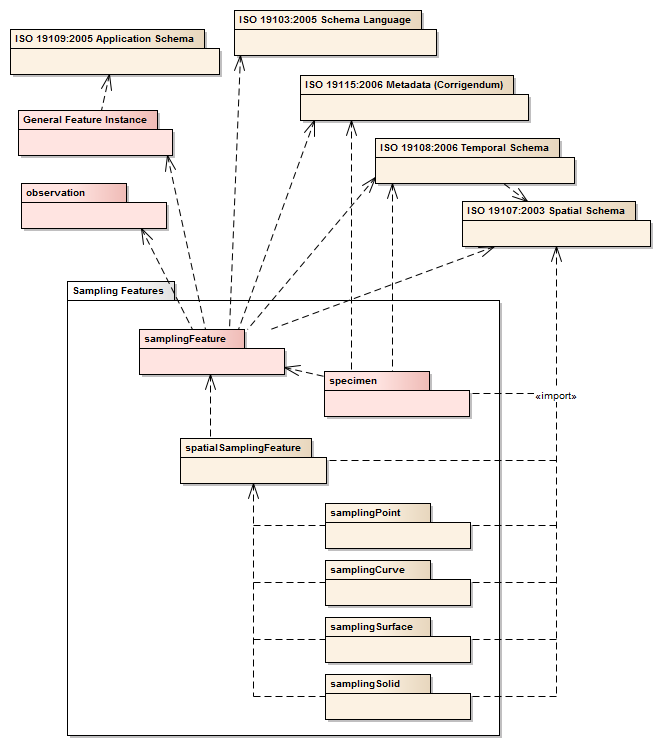 ISO 19103:2005 Schema Language
ISO 19109:2005 Application Schema
ISO 19115:2006 Metadata (Corrigendum)
General Feature Instance
ISO 19108:2006 Temporal Schema
observation
ISO 19107:2003 Spatial Schema
Sampling Features
samplingFeature
specimen
«import»
spatialSamplingFeature
samplingPoint
samplingCurve
samplingSurface
samplingSolid